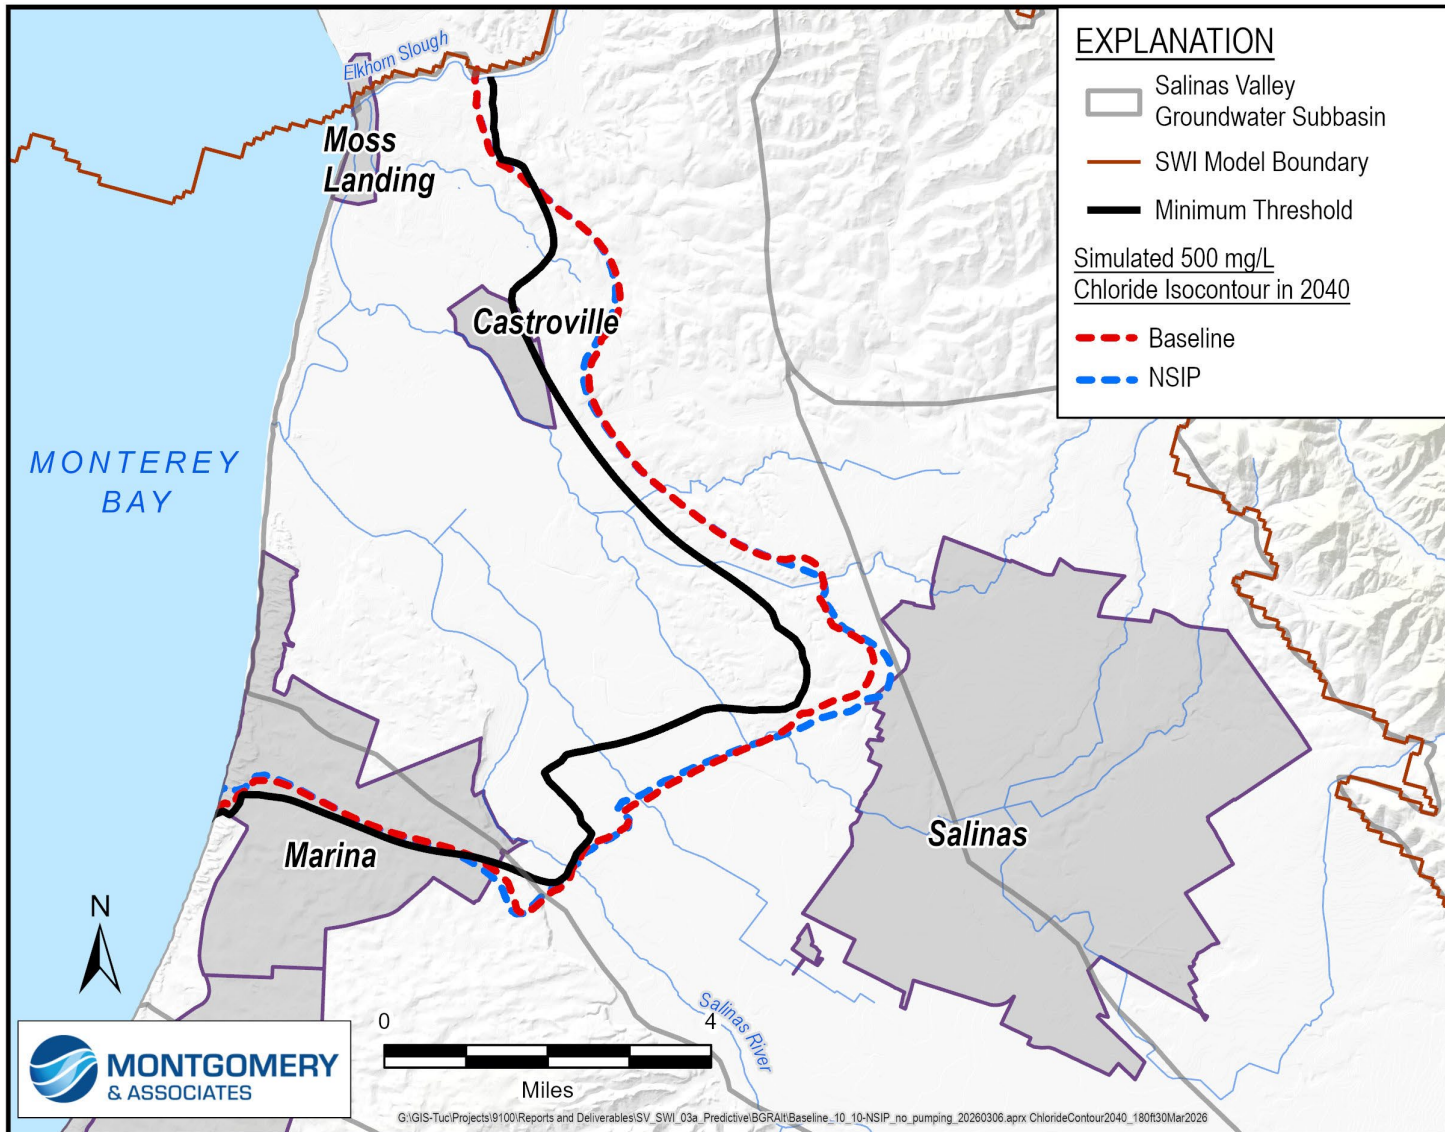 EXPLANATION
Salinas Valley
Groundwater Subbasin
SWI Model Boundary
Minimum Threshold
Simulated 500 mg/L
Chloride Isocontour in 2040
Baseline
NSIP
Elkhorn Slough
Moss
Landing
Castroville
MONTEREY
BAY
Marina
Salinas
N
Salinas River
0
4
Miles
MONTGOMERY
& ASSOCIATES
G:\GIS-Tuc\Projects\9100\Reports and Deliverables\SV_SWI_03a_Predictive\BGRAlt\Baseline_10_10-NSIP_no_pumping_20260306.aprx ChlorideContour2040_180ft30Mar2026